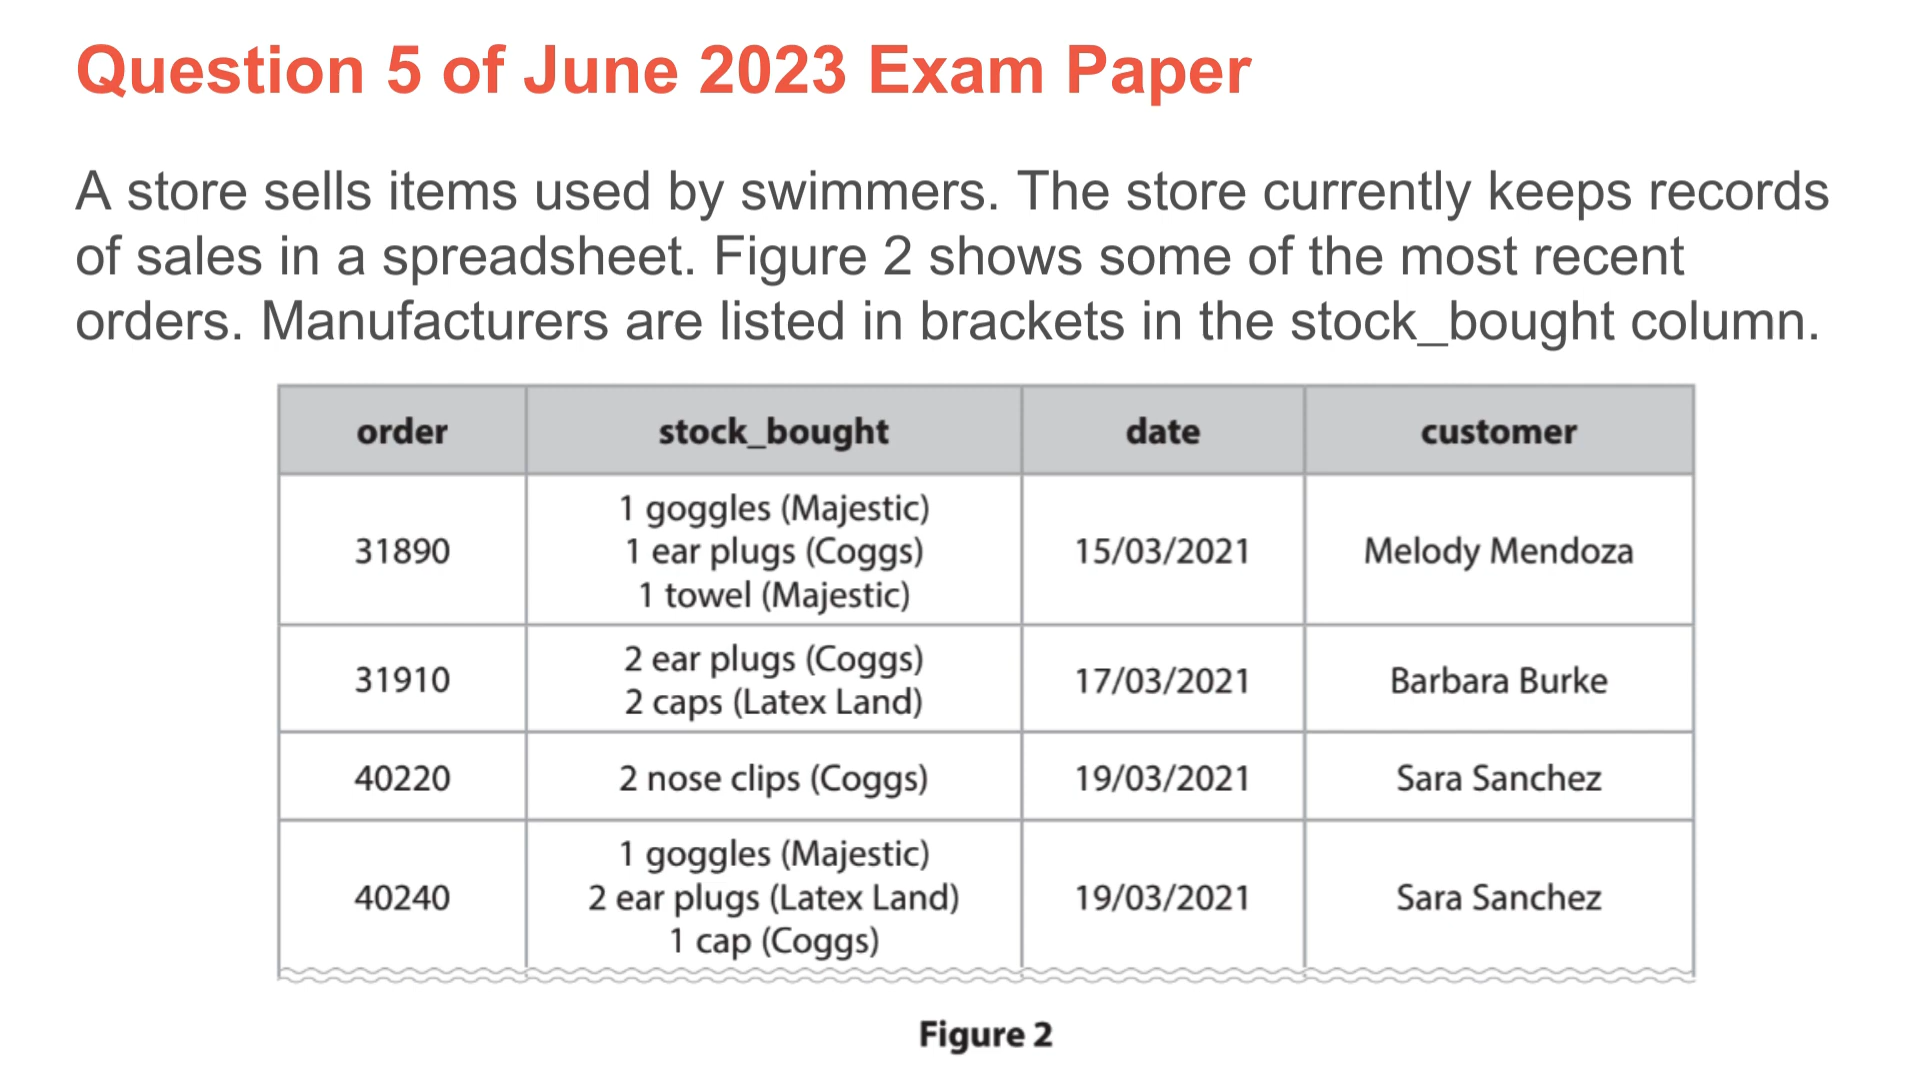 Question 5 of June 2023 Exam Paper
A store sells items used by swimmers. The store currently keeps records
of sales in a spreadsheet. Figure 2 shows some of the most recent
orders. Manufacturers are listed in brackets in the stock_bought column.
order stock_bought date customer
1 goggles (Majestic)
31890 1 ear plugs (Coggs) 15/03/2021 Melody Mendoza
1 towel (Majestic)
2 ear plugs (Coggs)
31910 17/03/2021 Barbara Burke
2 caps (Latex Land)
40220 2 nose clips (Coggs) 19/03/2021 Sara Sanchez
1 goggles (Majestic)
40240 2 ear plugs (Latex Land) 19/03/2021 Sara Sanchez
1 cap (Coggs)
Figure 2